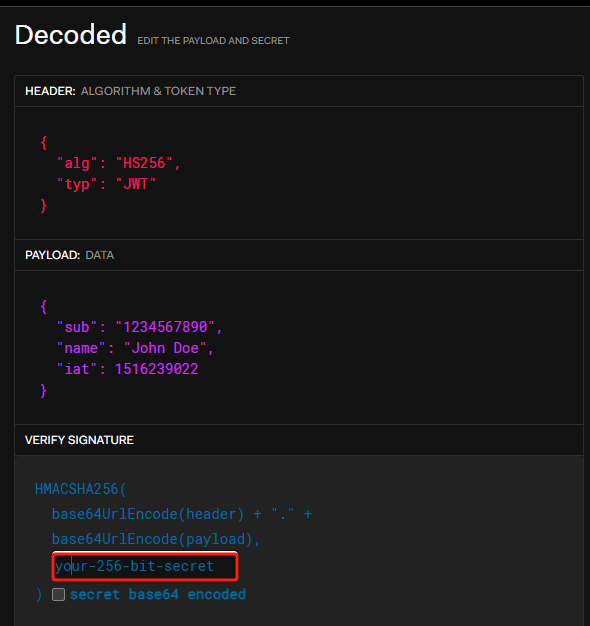 Decoded EDIT THE PAYLOAD AND SECRET
HEADER: ALGORITHM & TOKEN TYPE
{
"alg": "HS256",
"typ": "JWT"
}
PAYLOAD: DATA
{
"sub": "1234567890",
"name": "John Doe",
"iat": 1516239022
}
VERIFY SIGNATURE
HMACSHA256(
base64UrlEncode(header) + "." +
base64UrlEncode(payload),
your-256-bit-secret
) secret base64 encoded